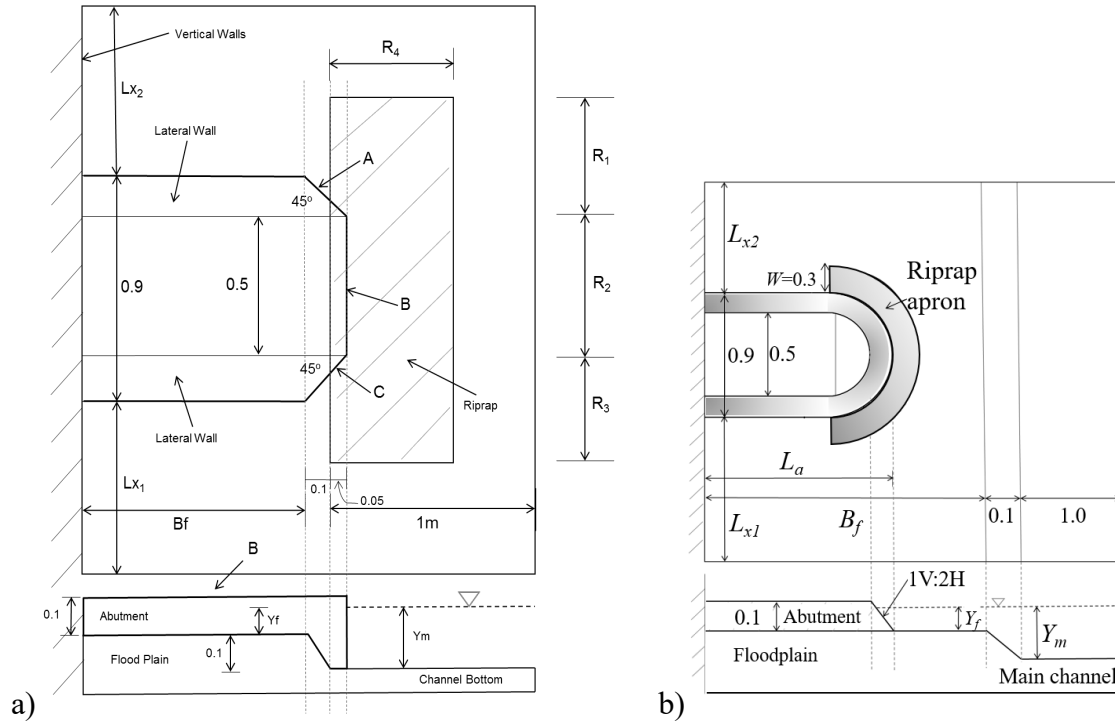 Vertical Walls
R4
Lx2
Lateral Wall
A
R1
45º
0.9
0.5
R2
B
45º
C
Riprap
R3
Lateral Wall
Lx1
0.1
0.05
Bf
1m
B
0.1
Abutment
Yf
Ym
0.1
Flood Plain
Channel Bottom
a)
Lx2
W=0.3
Riprap
apron
0.9
0.5
La
Lx1
Bf
0.1
1.0
1V:2H
0.1
Abutment
Yf
Ym
Floodplain
Main channel
b)